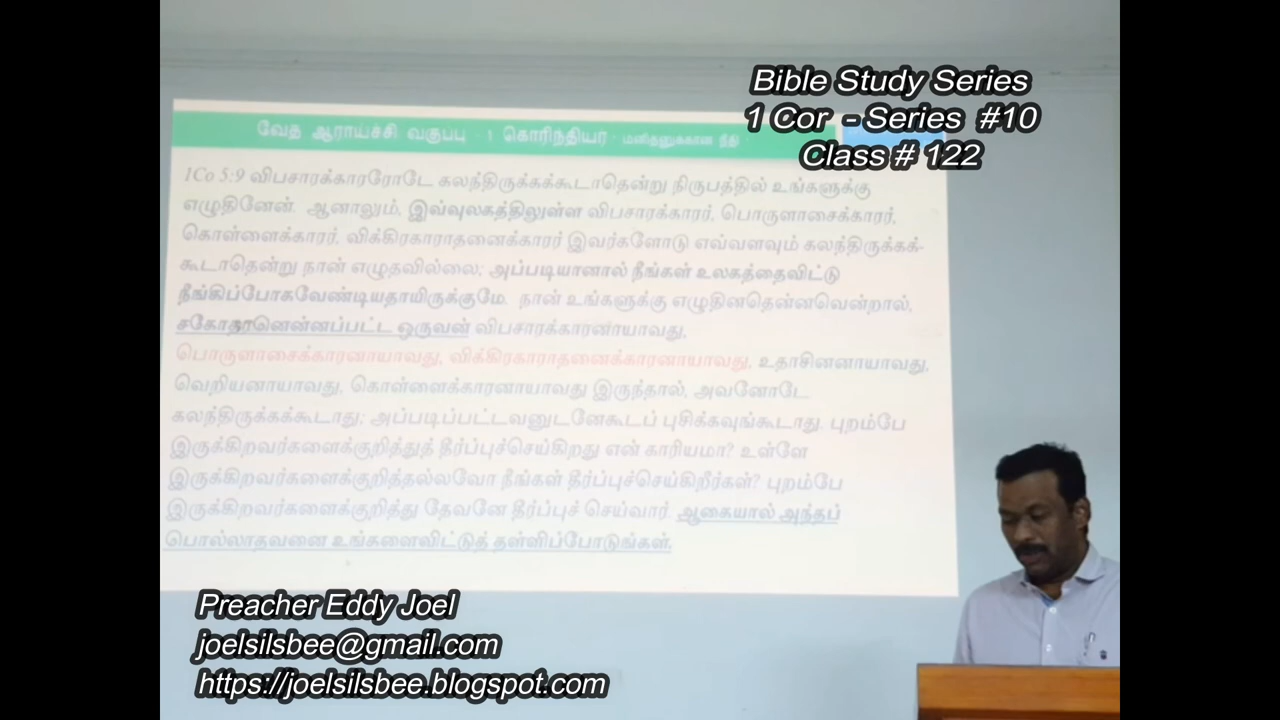 Bible Study Series
1 Cor - Series #10
Class # 122
வேத ஆராய்ச்சி வகுப்பு - 1 கொரிந்தியர் - மனிதனுக்கான நீதி -
1Co 5:9 விபசாரக்காரரோடே கலந்திருக்கக்கூடாதென்று நிருபத்தில் உங்களுக்கு
எழுதினேன். ஆனாலும், இவ்வுலகத்திலுள்ள விபசாரக்காரர், பொருளாசைக்காரர்,
கொள்ளைக்காரர், விக்கிரகாராதனைக்காரர் இவர்களோடு எவ்வளவும் கலந்திருக்கக்-
கூடாதென்று நான் எழுதவில்லை; அப்படியானால் நீங்கள் உலகத்தைவிட்டு
நீங்கிப்போகவேண்டியதாயிருக்குமே. நான் உங்களுக்கு எழுதினதென்னவென்றால்,
சகோதரனென்னப்பட்ட ஒருவன் விபசாரக்காரனாயாவது,
பொருளாசைக்காரனாயாவது, விக்கிரகாராதனைக்காரனாயாவது, உதாசினனாயாவது,
வெறியனாயாவது, கொள்ளைக்காரனாயாவது இருந்தால், அவனோடே
கலந்திருக்கக்கூடாது; அப்படிப்பட்டவனுடனேகூடப் புசிக்கவுங்கூடாது. புறம்பே
இருக்கிறவர்களைக்குறித்துத் தீர்ப்புச்செய்கிறது என் காரியமா? உள்ளே
இருக்கிறவர்களைக்குறித்தல்லவோ நீங்கள் தீர்ப்புச்செய்கிறீர்கள்? புறம்பே
இருக்கிறவர்களைக்குறித்து தேவனே தீர்ப்புச் செய்வார். ஆகையால் அந்தப்
பொல்லாதவனை உங்களைவிட்டுத் தள்ளிப்போடுங்கள்.
Preacher Eddy Joel
joelsilsbee@gmail.com
https://joelsilsbee.blogspot.com